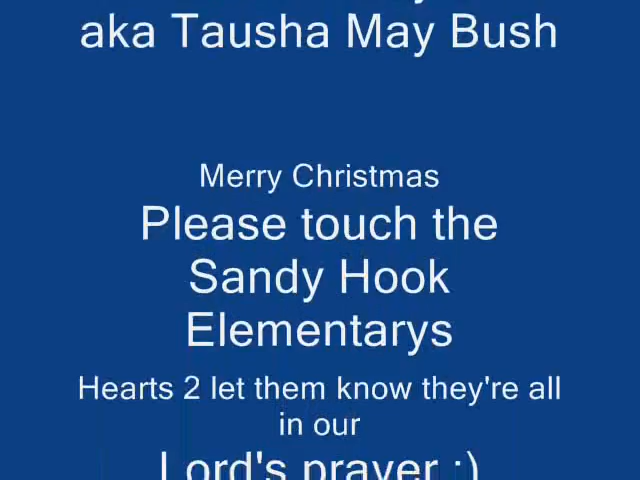 aka Tausha May Bush
Merry Christmas
Please touch the
Sandy Hook
Elementarys
Hearts 2 let them know they're all
in our
Lord's prayer :)